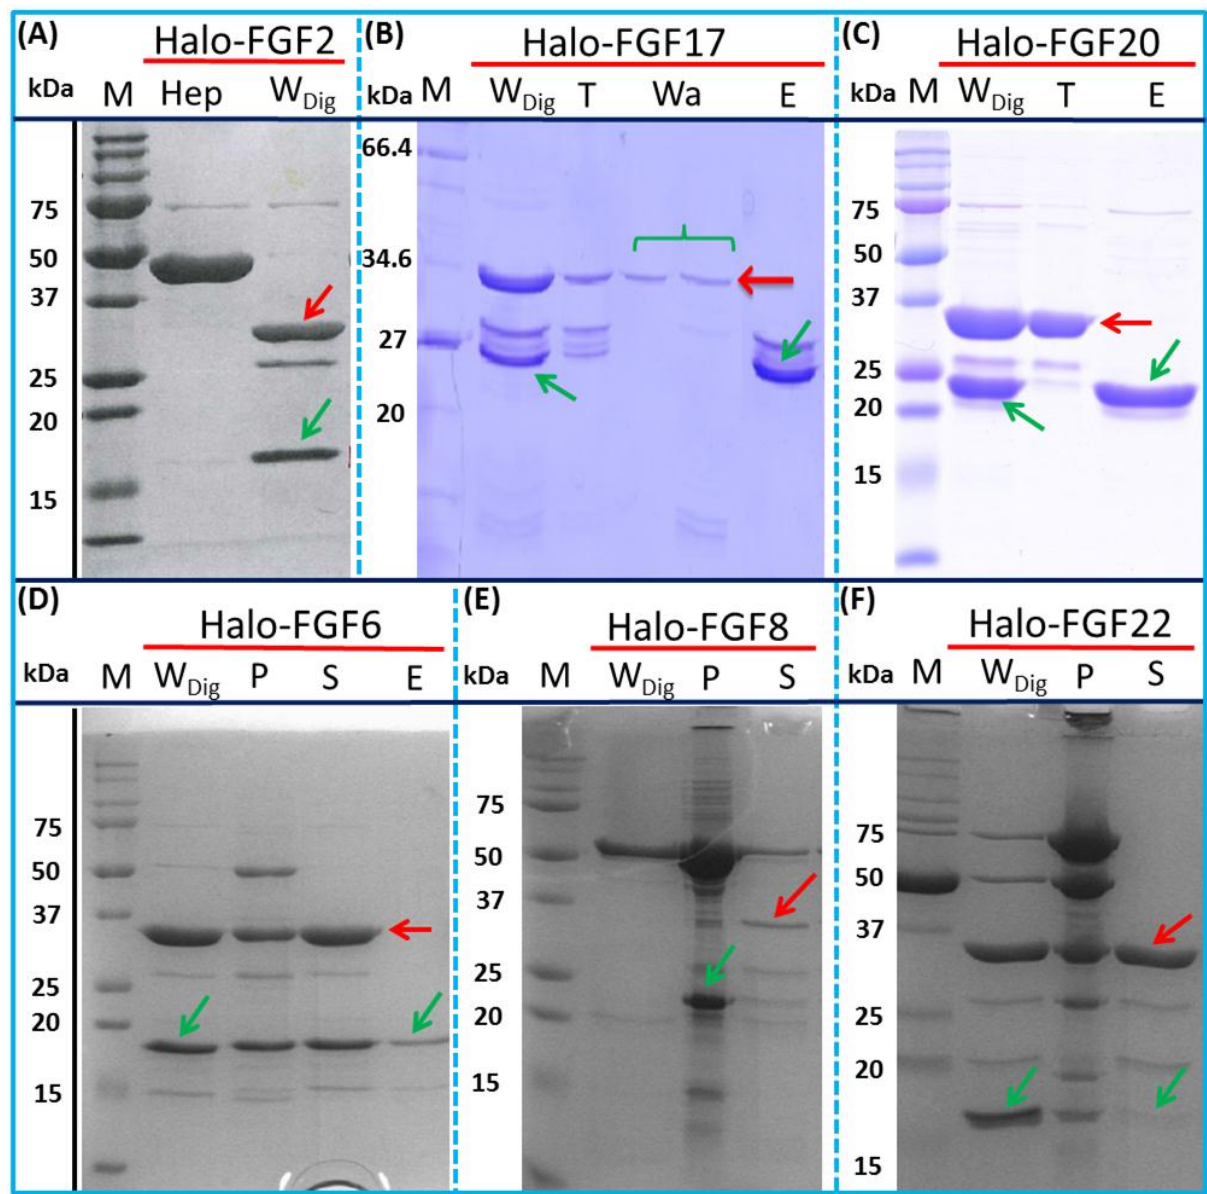 (A) Halo-FGF2
kDa M Hep WDig
75
50
37
25
20
15
(B) Halo-FGF17
kDa M WDig T Wa E
66.4
34.6
27
20
(C) Halo-FGF20
kDa M WDig T E
75
50
37
25
20
15
(D) Halo-FGF6
kDa M WDig P S E
75
50
37
25
20
15
(E) Halo-FGF8
kDa M WDig P S
75
50
37
25
20
15
(F) Halo-FGF22
kDa M WDig P S
75
50
37
25
20
15